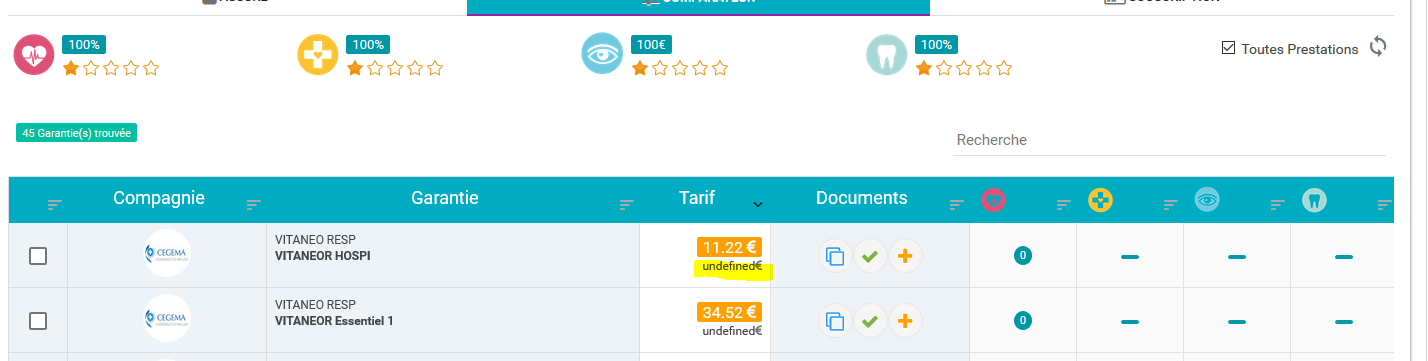 COMPARATEUR
100%
100%
100€
100%
Toutes Prestations
45 Garantie(s) trouvée
Recherche
Compagnie Garantie Tarif Documents
CEGEMA
VITANEO RESP
VITANEOR HOSPI
11.22 €
undefined€
0
CEGEMA
VITANEO RESP
VITANEOR Essentiel 1
34.52 €
undefined€
0